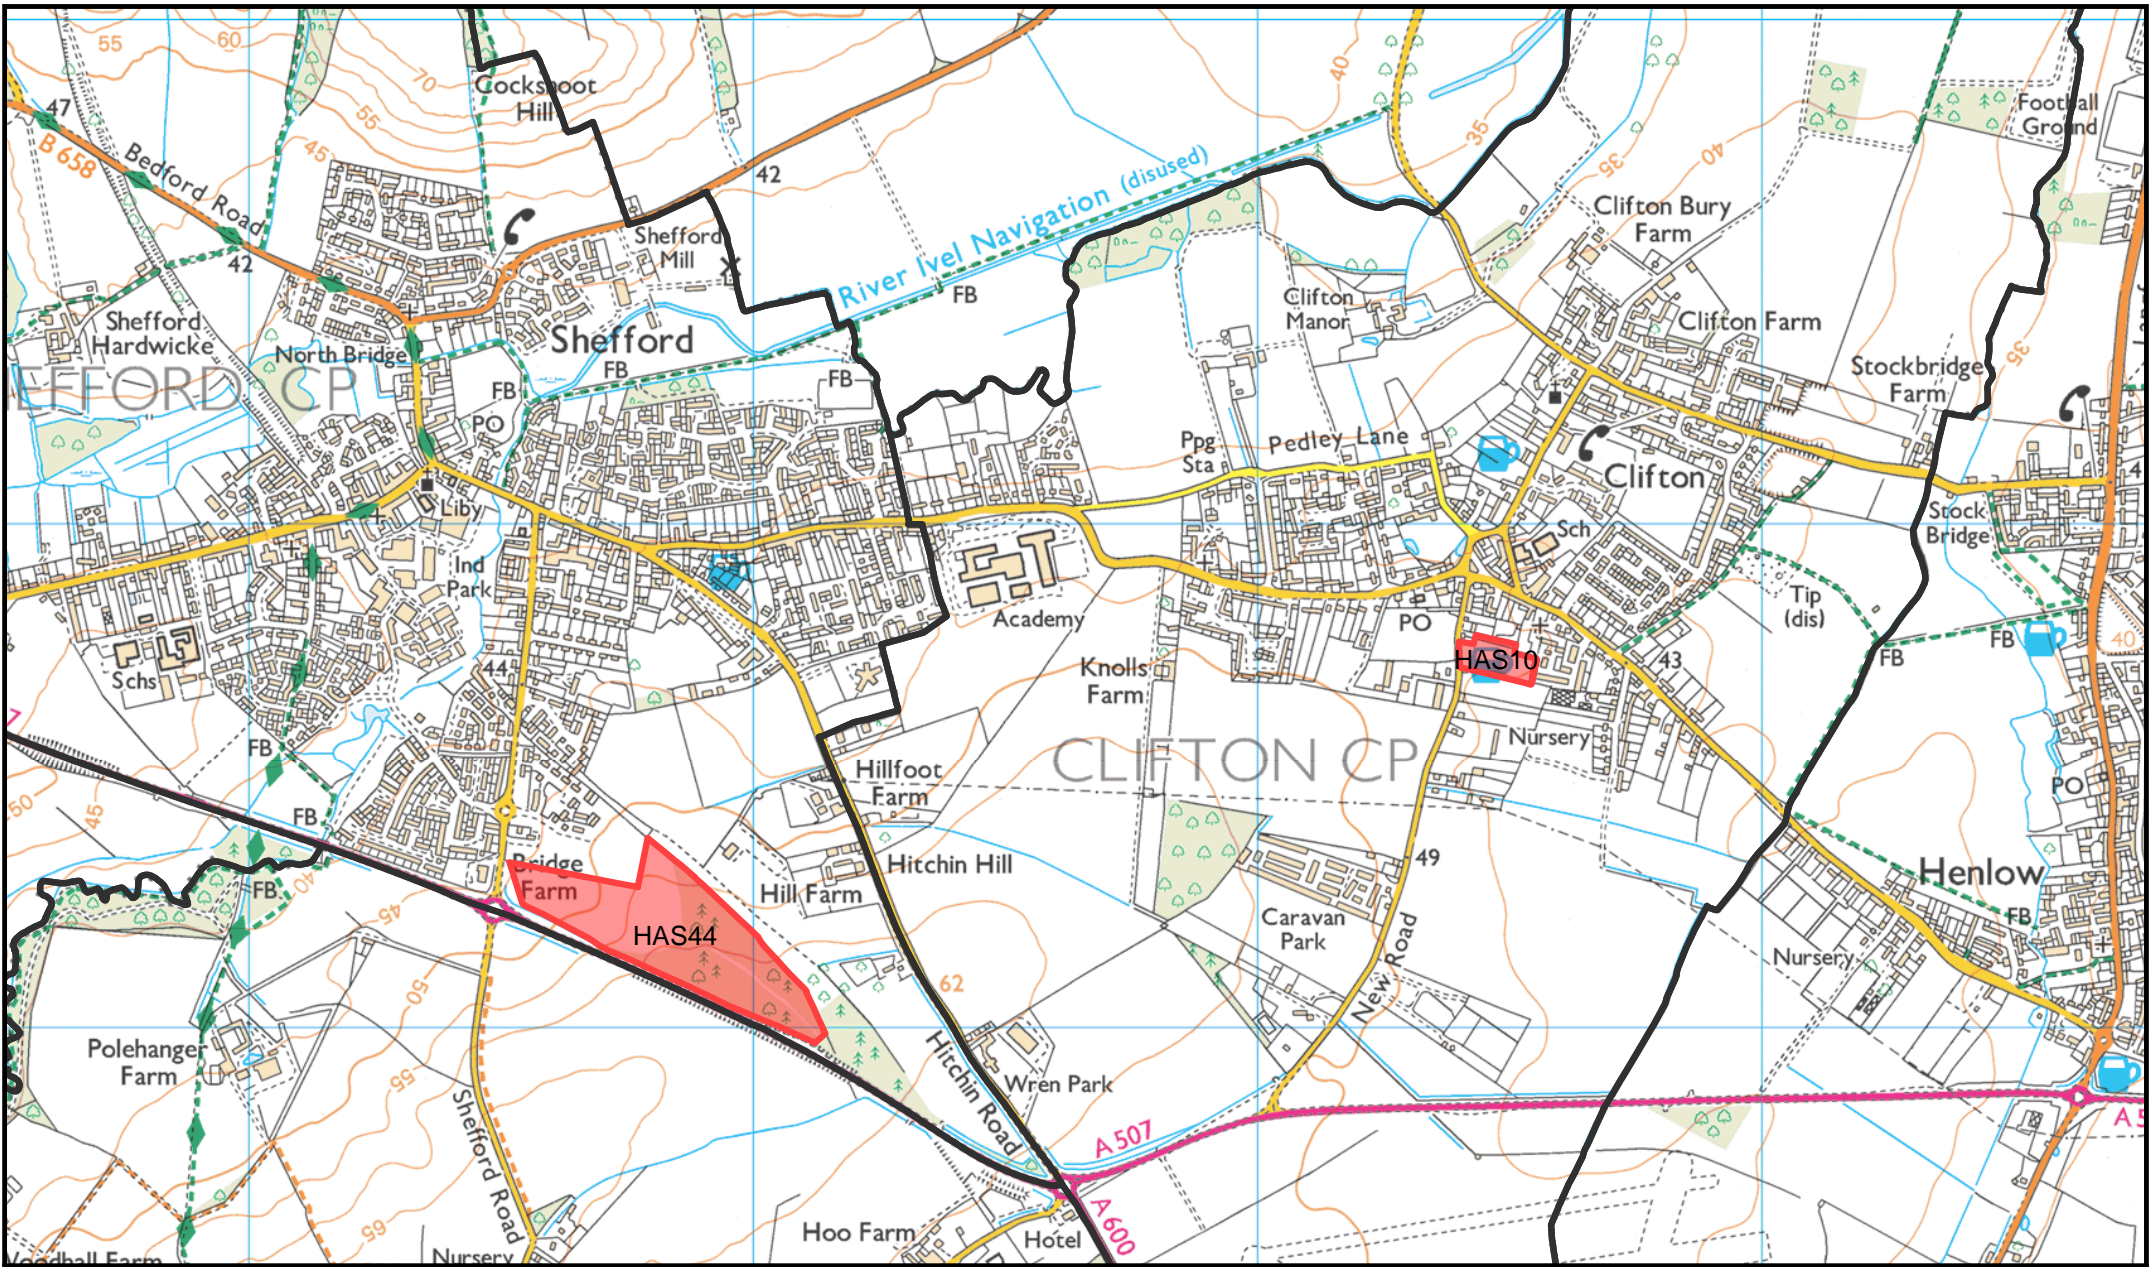 55
60
70
Cockshoot
Hill
47
B 658
Bedford Road
55
45
42
40
35
35
40
Football
Ground
42
Shefford
Mill
River Ivel Navigation (disused)
FB
Clifton Bury
Farm
Shefford
Hardwicke
North Bridge
Shefford
FB
FB
FB
Clifton
Manor
Clifton Farm
Stockbridge
Farm
35
EFFORD CP
PO
Ppg
Sta
Pedley Lane
Clifton
Liby
Ind
Park
Sch
Stock
Bridge
4
Academy
PO
Tip
(dis)
FB
FB
40
Schs
44
Knolls
Farm
HAS10
43
Nursery
FB
CLIFTON CP
Hillfoot
Farm
PO
50
45
FB
Bridge
Farm
Hill Farm
Hitchin Hill
49
Henlow
FB
40
45
HAS44
Caravan
Park
New Road
FB
Nursery
50
62
Polehanger
Farm
55
Hitchin Road
Wren Park
Shefford Road
A 507
A 5
65
A 600
Hoo Farm
Hotel
Woodhall Farm
Nursery